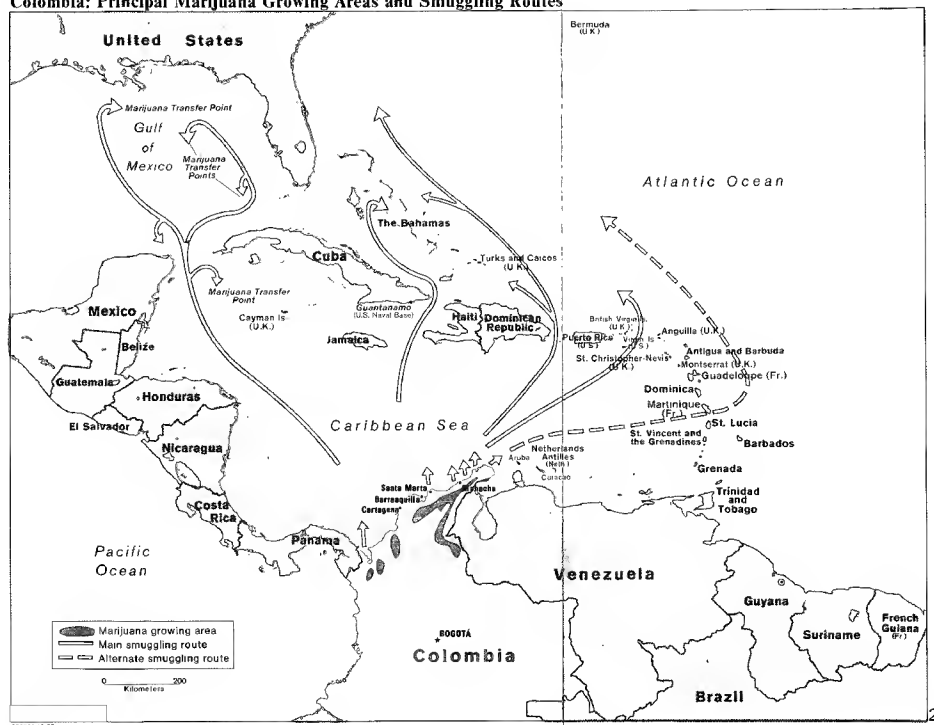 Colombia: Principal Marijuana Growing Areas and Smuggling Routes
Bermuda
(U.K.)
United States
Marijuana Transfer Point
Gulf
of
Mexico
Marijuana
Transfer
Points
Atlantic Ocean
The Bahamas
Cuba
Turks and Caicos
(U.K.)
Marijuana Transfer
Point
Mexico
Cayman Is
(U.K.)
Guantanamo
(U.S. Naval Base)
Haiti
Dominican
Republic
Jamaica
Puerto Rico
(U.S.)
British Virgin Is.
(U.K.)
Virgin Is
(U.S.)
Anguilla (U.K.)
St. Christopher-Nevis
(U.K.)
Antigua and Barbuda
Montserrat (U.K.)
Guadeloupe (Fr.)
Dominica
Martinique
(Fr.)
St. Lucia
St. Vincent and
the Grenadines
Barbados
Grenada
Trinidad
and
Tobago
Belize
Guatemala
Honduras
El Salvador
Nicaragua
Costa
Rica
Panama
Caribbean Sea
Aruba
Netherlands
Antilles
(Neth.)
Curacao
Santa Marta
Riohacha
Barranquilla
Cartagena
Pacific
Ocean
Venezuela
Guyana
Suriname
French
Guiana
(Fr.)
BOGOTÁ
Colombia
Brazil
Marijuana growing area
Main smuggling route
Alternate smuggling route
0 200
Kilometers